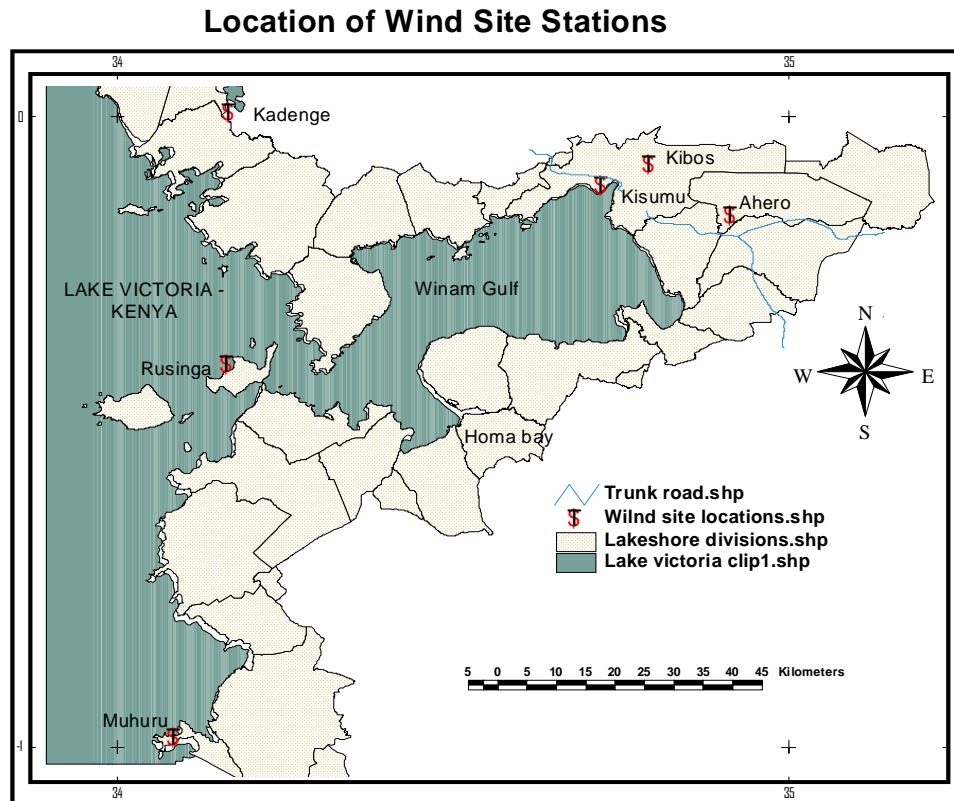 Location of Wind Site Stations
34 35
0
Kadenge
Kibos
Kisumu
Ahero
LAKE VICTORIA -
KENYA
Winam Gulf
N
Rusinga
W E
S
Homa bay
Trunk road.shp
Wilnd site locations.shp
Lakeshore divisions.shp
Lake victoria clip1.shp
5 0 5 10 15 20 25 30 35 40 45 Kilometers
Muhuru
-1 -1
34 35